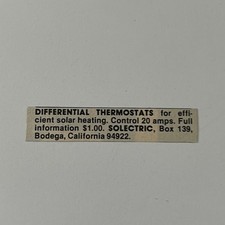 DIFFERENTIAL THERMOSTATS for effi-
cient solar heating. Control 20 amps. Full
information $1.00. SOLECTRIC, Box 139,
Bodega, California 94922.